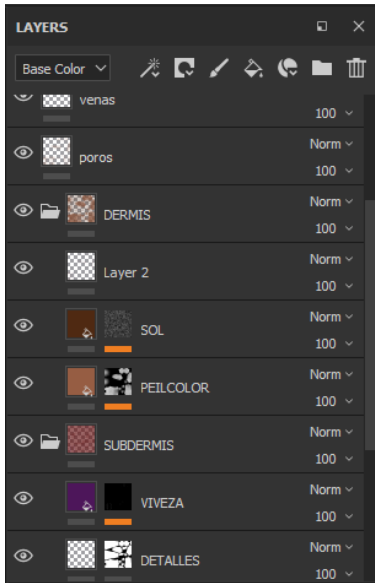 LAYERS
Base Color
venas
100
poros
Norm
100
DERMIS
Norm
100
Layer 2
Norm
100
SOL
Norm
100
PEILCOLOR
Norm
100
SUBDERMIS
Norm
100
VIVEZA
Norm
100
DETALLES
Norm
100